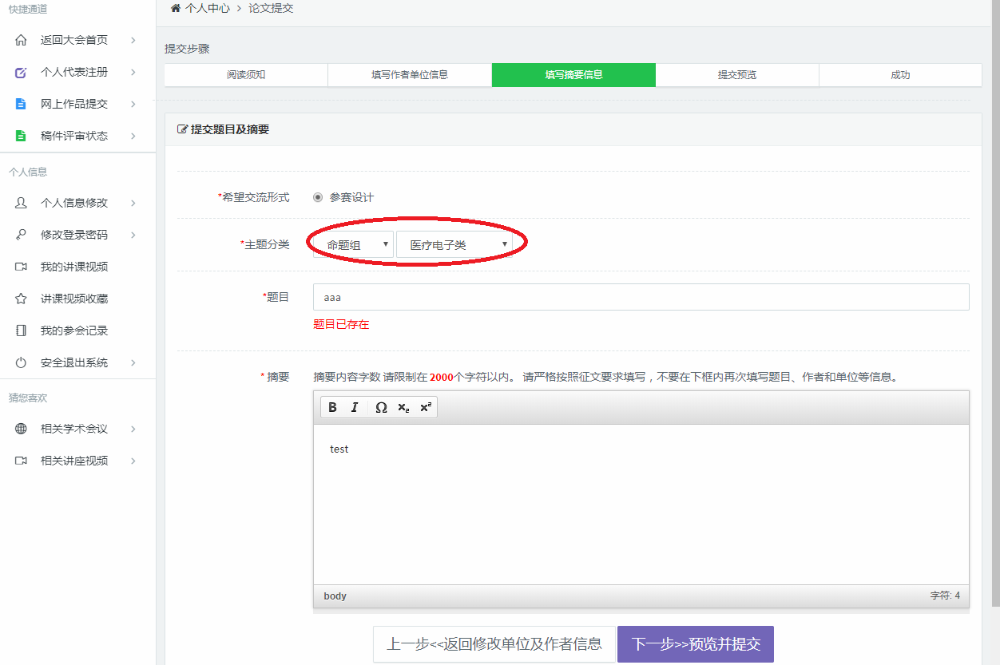 快捷通道
返回大会首页
个人代表注册
网上作品提交
稿件评审状态
个人信息
个人信息修改
修改登录密码
我的讲课视频
讲课视频收藏
我的参会记录
安全退出系统
猜您喜欢
相关学术会议
相关讲座视频
个人中心 > 论文提交
提交步骤
阅读须知 填写作者单位信息 填写摘要信息 提交预览 成功
提交题目及摘要
*希望交流形式 参赛设计
*主题分类 命题组 医疗电子类
*题目 aaa
题目已存在
* 摘要 摘要内容字数 请限制在 2000个字符以内。 请严格按照征文要求填写，不要在下框内再次填写题目、作者和单位等信息。
B I Ω x₂ x²
test
body 字符: 4
上一步<<返回修改单位及作者信息 下一步>>预览并提交